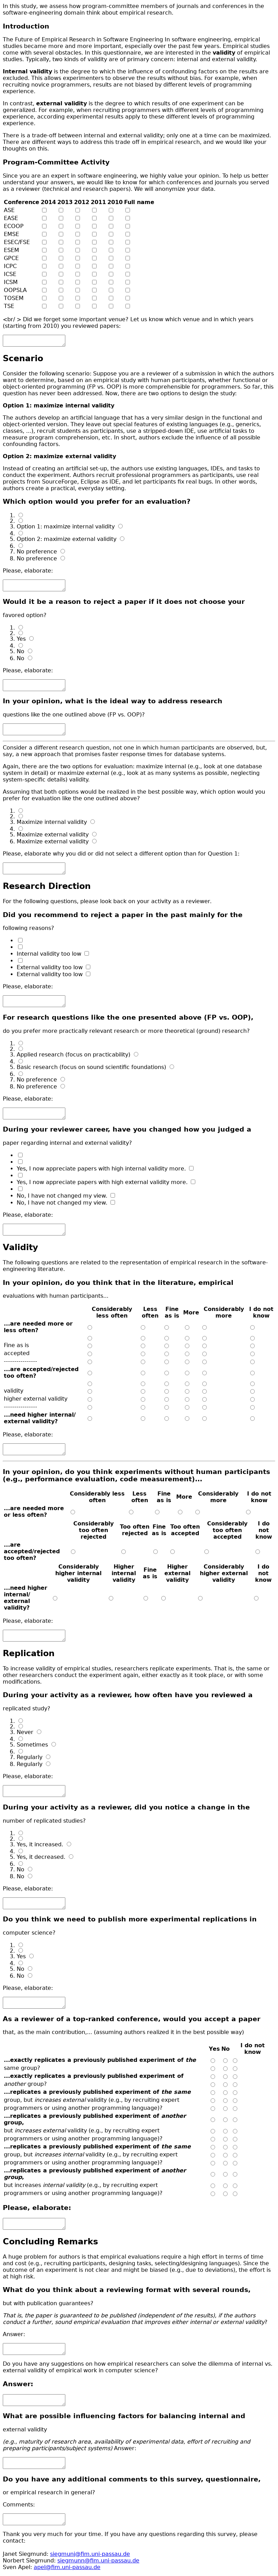 In this study, we assess how program-committee members of journals and conferences in the
software-engineering domain think about empirical research.
Introduction
The Future of Empirical Research in Software Engineering In software engineering, empirical
studies become more and more important, especially over the past few years. Empirical studies
come with several obstacles. In this questionnaire, we are interested in the validity of empirical
studies. Typically, two kinds of validity are of primary concern: internal and external validity.
Internal validity is the degree to which the influence of confounding factors on the results are
excluded. This allows experimenters to interpret the results without bias. For example, when
recruiting novice programmers, results are not biased by different levels of programming
experience.
In contrast, external validity is the degree to which results of one experiment can be
generalized. For example, when recruiting programmers with different levels of programming
experience, according experimental result apply to these different levels of programming
experience.
There is a trade-off between internal and external validity; only one at a time can be maximized.
There are different ways to address this trade off in empirical research, and we would like your
thoughts on this.
Program-Committee Activity
Since you are an expert in software engineering, we highly value your opinion. To help us better
understand your answers, we would like to know for which conferences and journals you served
as a reviewer (technical and research papers). We will anonymize your data.
Conference 2014 2013 2012 2011 2010 Full name
ASE
EASE
ECOOP
EMSE
ESEC/FSE
ESEM
GPCE
ICPC
ICSE
ICSM
OOPSLA
TOSEM
TSE
<br/ > Did we forget some important venue? Let us know which venue and in which years
(starting from 2010) you reviewed papers:
Scenario
Consider the following scenario: Suppose you are a reviewer of a submission in which the authors
want to determine, based on an empirical study with human participants, whether functional or
object-oriented programming (FP vs. OOP) is more comprehensible for programmers. So far, this
question has never been addressed. Now, there are two options to design the study:
Option 1: maximize internal validity
The authors develop an artificial language that has a very similar design in the functional and
object-oriented version. They leave out special features of existing languages (e.g., generics,
classes, ...), recruit students as participants, use a stripped-down IDE, use artificial tasks to
measure program comprehension, etc. In short, authors exclude the influence of all possible
confounding factors.
Option 2: maximize external validity
Instead of creating an artificial set-up, the authors use existing languages, IDEs, and tasks to
conduct the experiment. Authors recruit professional programmers as participants, use real
projects from SourceForge, Eclipse as IDE, and let participants fix real bugs. In other words,
authors create a practical, everyday setting.
Which option would you prefer for an evaluation?
1.
2.
3. Option 1: maximize internal validity
4.
5. Option 2: maximize external validity
6.
7. No preference
8. No preference
Please, elaborate:
Would it be a reason to reject a paper if it does not choose your
favored option?
1.
2.
3. Yes
4.
5. No
6. No
Please, elaborate:
In your opinion, what is the ideal way to address research
questions like the one outlined above (FP vs. OOP)?
Consider a different research question, not one in which human participants are observed, but,
say, a new approach that promises faster response times for database systems.
Again, there are the two options for evaluation: maximize internal (e.g., look at one database
system in detail) or maximize external (e.g., look at as many systems as possible, neglecting
system-specific details) validity.
Assuming that both options would be realized in the best possible way, which option would you
prefer for evaluation like the one outlined above?
1.
2.
3. Maximize internal validity
4.
5. Maximize external validity
6. Maximize external validity
Please, elaborate why you did or did not select a different option than for Question 1:
Research Direction
For the following questions, please look back on your activity as a reviewer.
Did you recommend to reject a paper in the past mainly for the
following reasons?
•
•
• Internal validity too low
•
• External validity too low
• External validity too low
Please, elaborate:
For research questions like the one presented above (FP vs. OOP),
do you prefer more practically relevant research or more theoretical (ground) research?
1.
2.
3. Applied research (focus on practicability)
4.
5. Basic research (focus on sound scientific foundations)
6.
7. No preference
8. No preference
Please, elaborate:
During your reviewer career, have you changed how you judged a
paper regarding internal and external validity?
•
•
• Yes, I now appreciate papers with high internal validity more.
•
• Yes, I now appreciate papers with high external validity more.
•
• No, I have not changed my view.
• No, I have not changed my view.
Please, elaborate:
Validity
The following questions are related to the representation of empirical research in the software-
engineering literature.
In your opinion, do you think that in the literature, empirical
evaluations with human participants...
Considerably less often Less often Fine as is More Considerably more I do not know
...are needed more or less often?
Fine as is
accepted
-----------------
...are accepted/rejected too often?
validity
higher external validity
-----------------
...need higher internal/ external validity?
Please, elaborate:
In your opinion, do you think experiments without human participants
(e.g., performance evaluation, code measurement)...
Considerably less often Less often Fine as is More Considerably more I do not know
...are needed more or less often?
Considerably too often rejected Too often rejected Fine as is Too often accepted Considerably too often accepted I do not know
...are accepted/rejected too often?
Considerably higher internal validity Higher internal validity Fine as is Higher external validity Considerably higher external validity I do not know
...need higher internal/ external validity?
Please, elaborate:
Replication
To increase validity of empirical studies, researchers replicate experiments. That is, the same or
other researchers conduct the experiment again, either exactly as it took place, or with some
modifications.
During your activity as a reviewer, how often have you reviewed a
replicated study?
1.
2.
3. Never
4.
5. Sometimes
6.
7. Regularly
8. Regularly
Please, elaborate:
During your activity as a reviewer, did you notice a change in the
number of replicated studies?
1.
2.
3. Yes, it increased.
4.
5. Yes, it decreased.
6.
7. No
8. No
Please, elaborate:
Do you think we need to publish more experimental replications in
computer science?
1.
2.
3. Yes
4.
5. No
6. No
Please, elaborate:
As a reviewer of a top-ranked conference, would you accept a paper
that, as the main contribution,... (assuming authors realized it in the best possible way)
Yes No I do not know
...exactly replicates a previously published experiment of the
same group?
...exactly replicates a previously published experiment of
another group?
...replicates a previously published experiment of the same
group, but increases external validity (e.g., by recruiting expert
programmers or using another programming language)?
...replicates a previously published experiment of another group,
but increases external validity (e.g., by recruiting expert
programmers or using another programming language)?
...replicates a previously published experiment of the same
group, but increases internal validity (e.g., by recruiting expert
programmers or using another programming language)?
...replicates a previously published experiment of another group,
but increases internal validity (e.g., by recruiting expert
programmers or using another programming language)?
Please, elaborate:
Concluding Remarks
A huge problem for authors is that empirical evaluations require a high effort in terms of time
and cost (e.g., recruiting participants, designing tasks, selecting/designing languages). Since the
outcome of an experiment is not clear and might be biased (e.g., due to deviations), the effort is
at high risk.
What do you think about a reviewing format with several rounds,
but with publication guarantees?
That is, the paper is guaranteed to be published (independent of the results), if the authors
conduct a further, sound empirical evaluation that improves either internal or external validity!
Answer:
Do you have any suggestions on how empirical researchers can solve the dilemma of internal vs.
external validity of empirical work in computer science?
Answer:
What are possible influencing factors for balancing internal and
external validity
(e.g., maturity of research area, availability of experimental data, effort of recruiting and
preparing participants/subject systems) Answer:
Do you have any additional comments to this survey, questionnaire,
or empirical research in general?
Comments:
Thank you very much for your time. If you have any questions regarding this survey, please
contact:
Janet Siegmund: siegmunj@fim.uni-passau.de
Norbert Siegmund: siegmunn@fim.uni-passau.de
Sven Apel: apel@fim.uni-passau.de